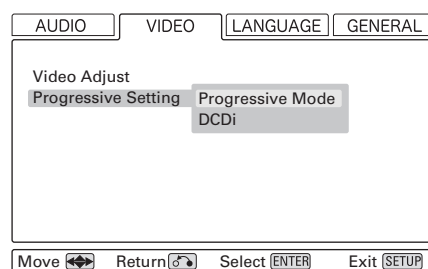 AUDIO VIDEO LANGUAGE GENERAL
Video Adjust
Progressive Setting Progressive Mode
DCDi
Move Return Select ENTER Exit SETUP